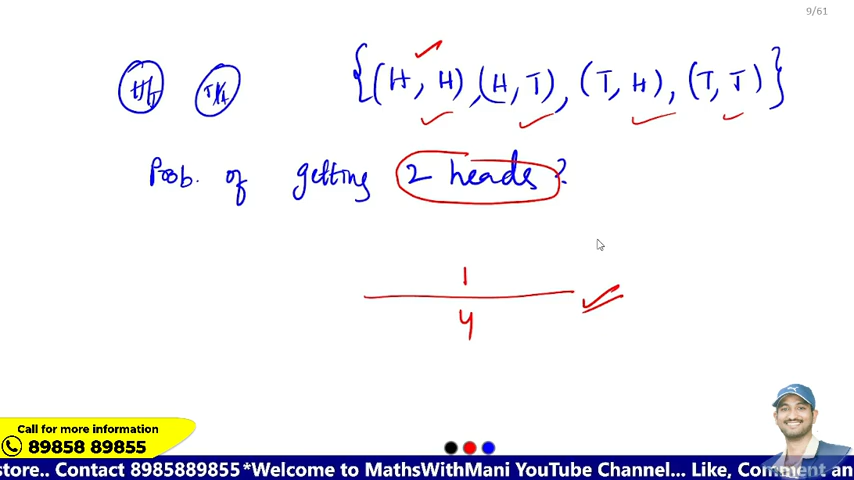 9/61
H/T T/H {(H, H), (H, T), (T, H), (T, T)}
Prob. of getting 2 heads?
1
4
Call for more information
89858 89855
store.. Contact 8985889855*Welcome to MathsWithMani YouTube Channel... Like, Comment an